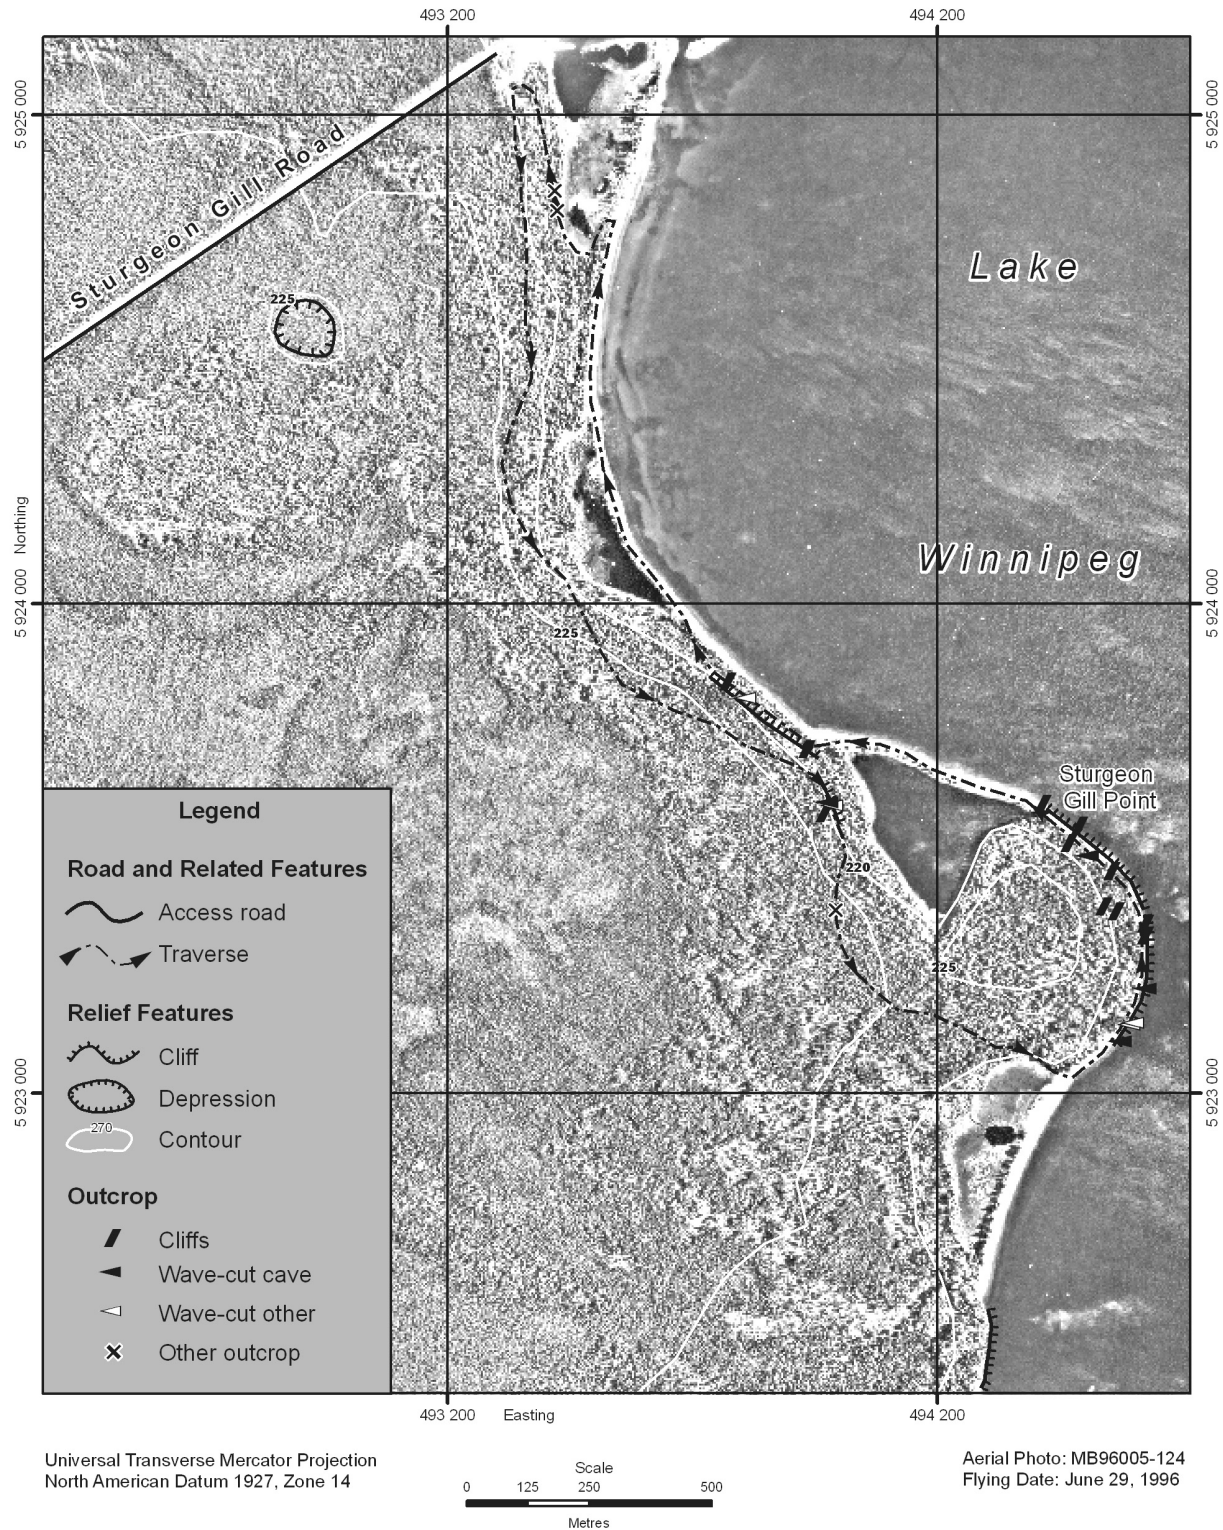 493 200
494 200
5 925 000
5 925 000
Sturgeon Gill Road
Lake
225
Winnipeg
Northing
5 924 000
5 924 000
225
Sturgeon
Gill Point
220
225
5 923 000
5 923 000
Legend
Road and Related Features
Access road
Traverse
Relief Features
Cliff
Depression
270
Contour
Outcrop
Cliffs
Wave-cut cave
Wave-cut other
Other outcrop
493 200
Easting
494 200
Universal Transverse Mercator Projection
North American Datum 1927, Zone 14
Scale
0 125 250 500
Metres
Aerial Photo: MB96005-124
Flying Date: June 29, 1996